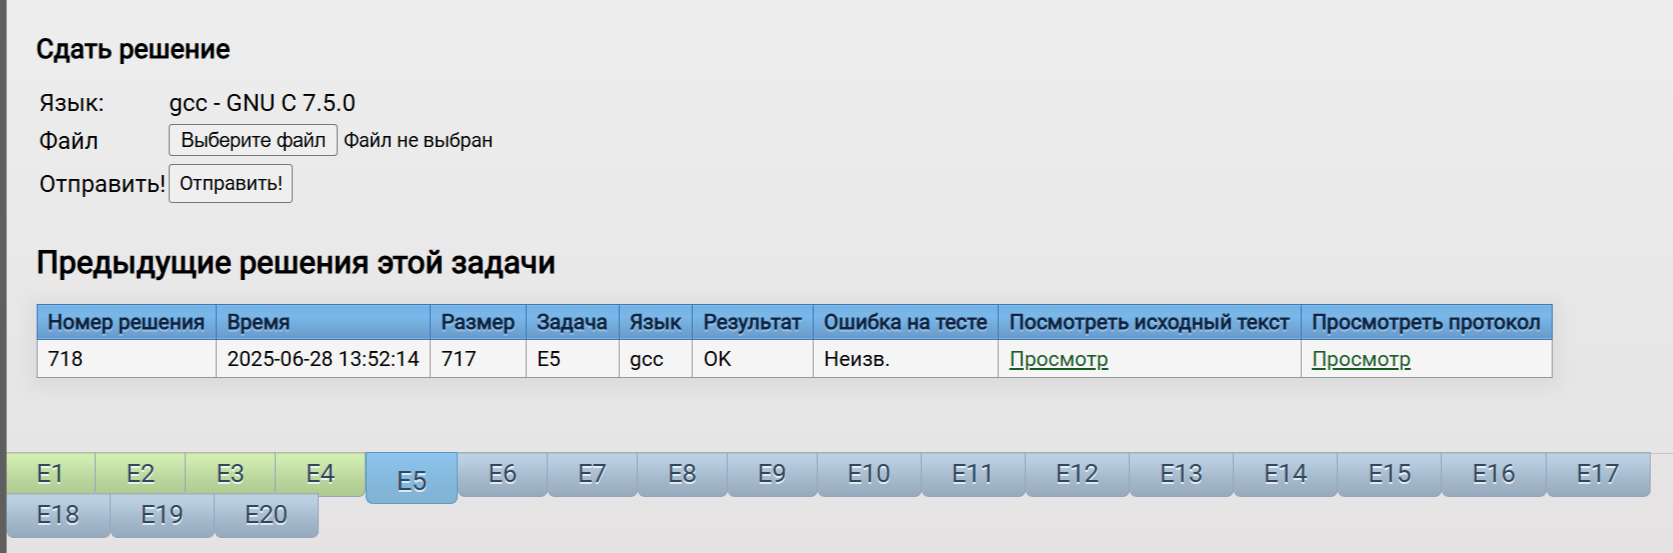 Сдать решение
Язык: gcc - GNU C 7.5.0
Файл Выберите файл Файл не выбран
Отправить! Отправить!
Предыдущие решения этой задачи
Номер решения Время Размер Задача Язык Результат Ошибка на тесте Посмотреть исходный текст Просмотреть протокол
718 2025-06-28 13:52:14 717 E5 gcc OK Неизв. Просмотр Просмотр
E1 E2 E3 E4 E5 E6 E7 E8 E9 E10 E11 E12 E13 E14 E15 E16 E17
E18 E19 E20